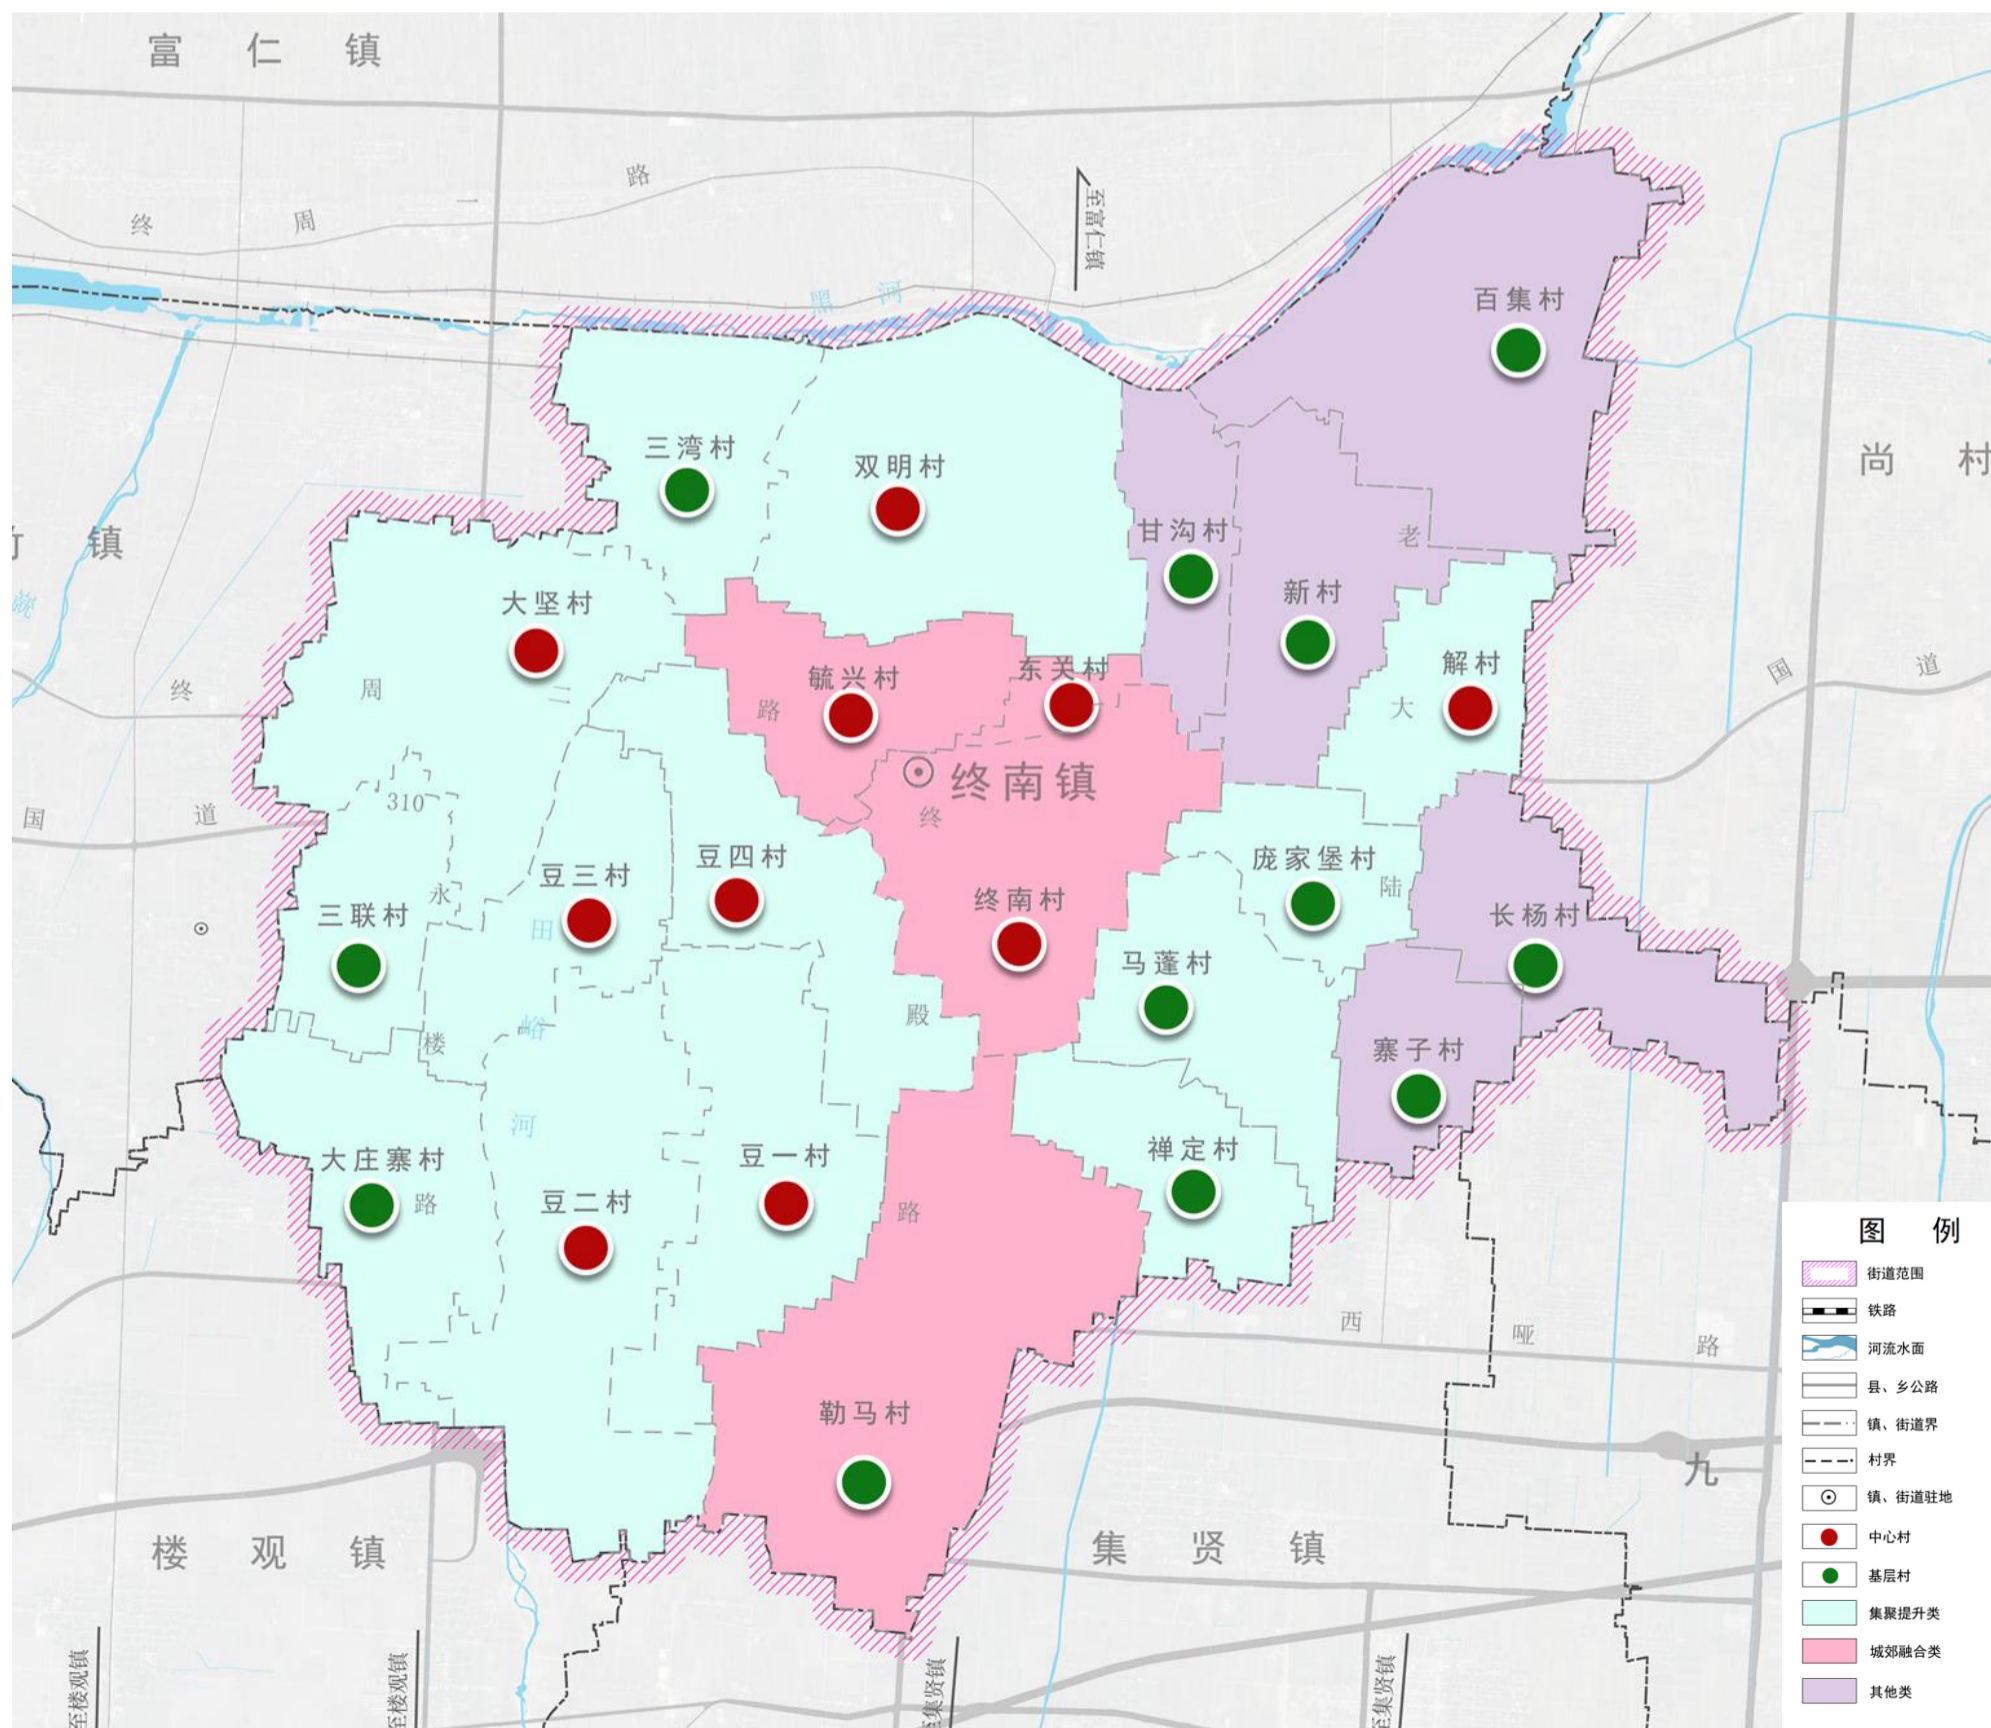 富仁镇
路
终周一
至富仁镇
黑河
百集村
三湾村
双明村
尚村
甘沟村
老
镇
新村
大坚村
解村
东关村
毓兴村
国道
终
周
二
路
大
终南镇
310
国道
终
豆四村
庞家堡村
豆三村
陆
永
终南村
三联村
长杨村
田
马蓬村
殿
峪
楼
寨子村
河
禅定村
豆一村
大庄寨村
路
豆二村
路
西哑路
勒马村
九
楼观镇
集贤镇
至楼观镇
至楼观镇
至集贤镇
至集贤镇
图例
街道范围
铁路
河流水面
县、乡公路
镇、街道界
村界
镇、街道驻地
中心村
基层村
集聚提升类
城郊融合类
其他类